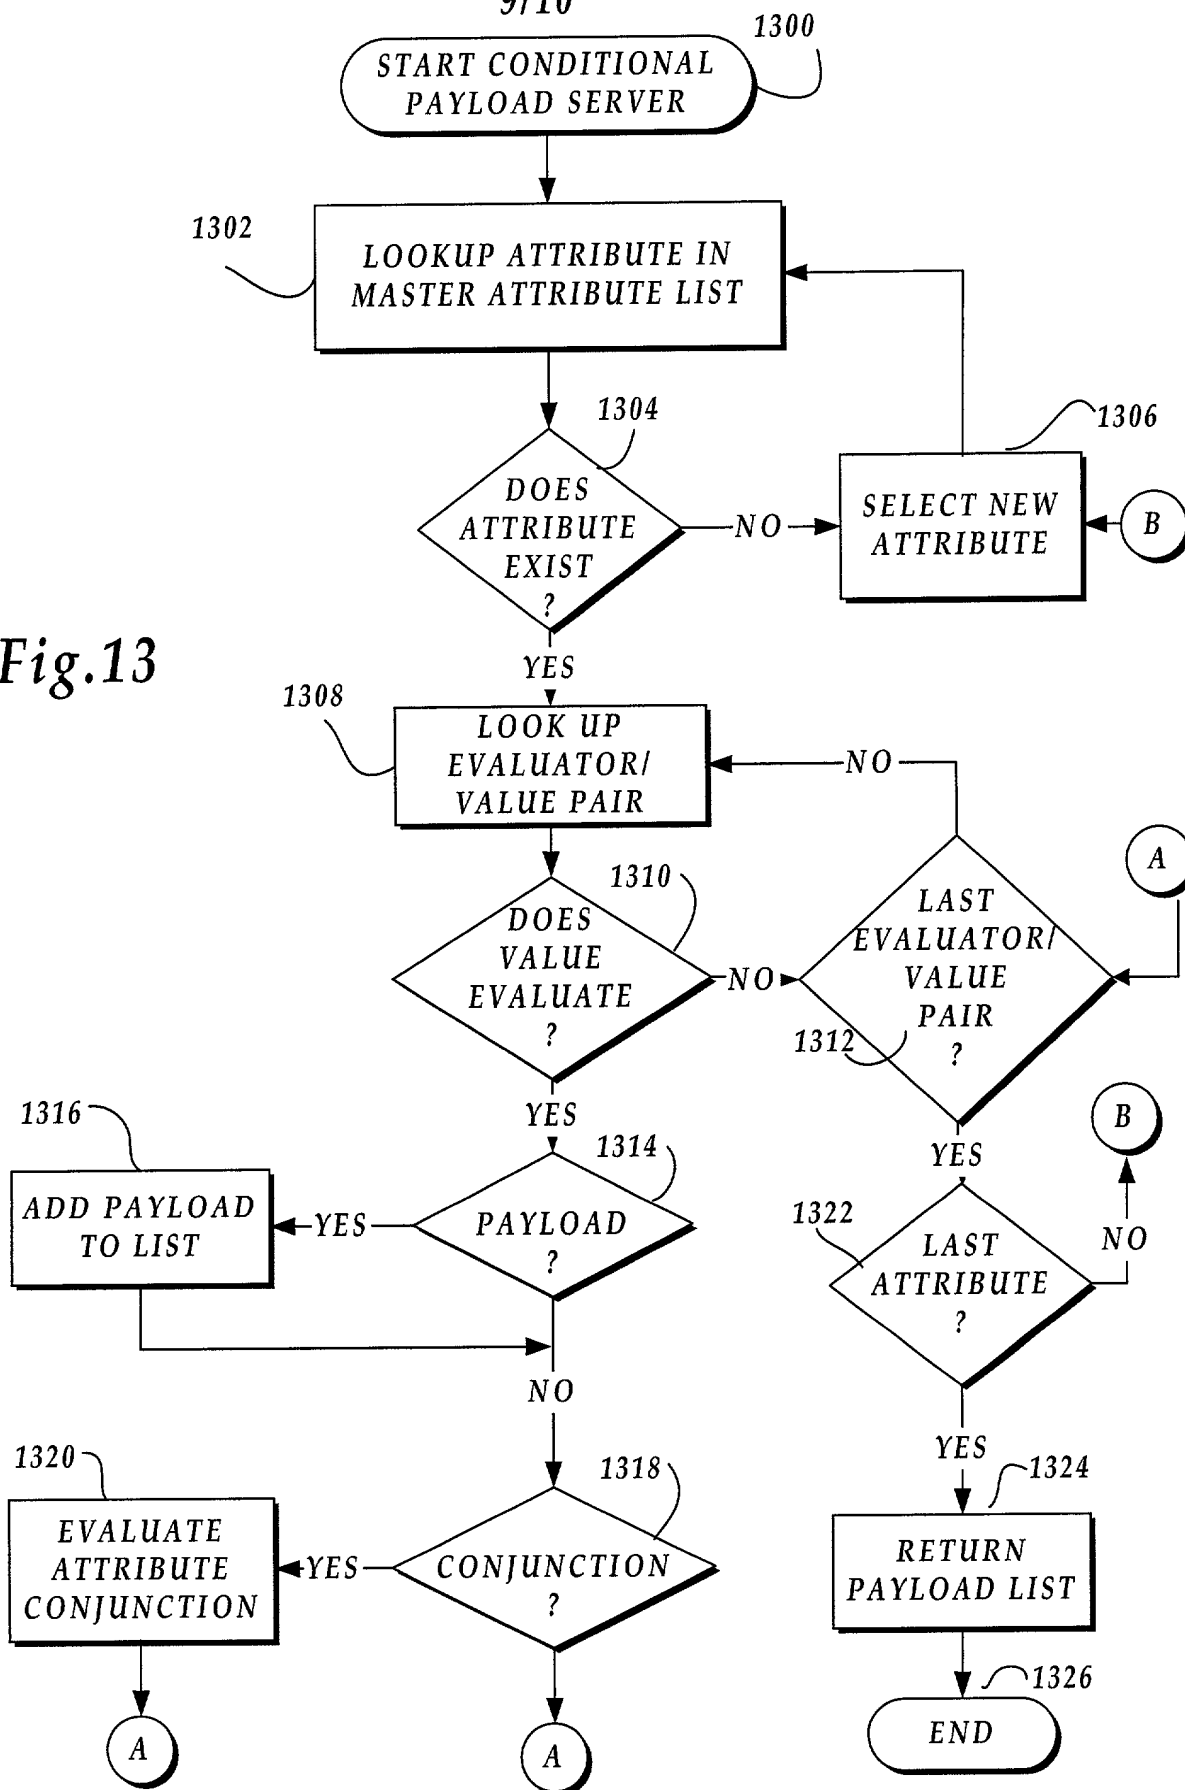 9/10
1300
START CONDITIONAL
PAYLOAD SERVER
1302
LOOKUP ATTRIBUTE IN
MASTER ATTRIBUTE LIST
1304
1306
DOES
ATTRIBUTE
EXIST
?
NO
SELECT NEW
ATTRIBUTE
B
Fig.13
YES
1308
LOOK UP
EVALUATOR/
VALUE PAIR
NO
A
1310
DOES
VALUE
EVALUATE
?
NO
LAST
EVALUATOR/
VALUE
PAIR
?
1312
YES
YES
B
1316
1314
ADD PAYLOAD
TO LIST
YES
PAYLOAD
?
1322
LAST
ATTRIBUTE
?
NO
NO
YES
1320
1318
1324
EVALUATE
ATTRIBUTE
CONJUNCTION
YES
CONJUNCTION
?
RETURN
PAYLOAD LIST
1326
A
A
END